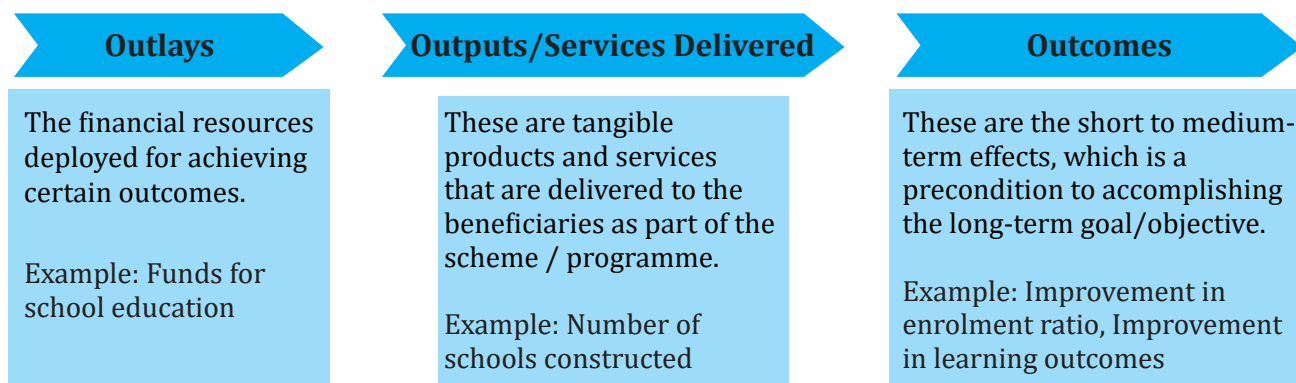 Outlays
The financial resources
deployed for achieving
certain outcomes.
Example: Funds for
school education
Outputs/Services Delivered
These are tangible
products and services
that are delivered to the
beneficiaries as part of the
scheme / programme.
Example: Number of
schools constructed
Outcomes
These are the short to medium-
term effects, which is a
precondition to accomplishing
the long-term goal/objective.
Example: Improvement in
enrolment ratio, Improvement
in learning outcomes